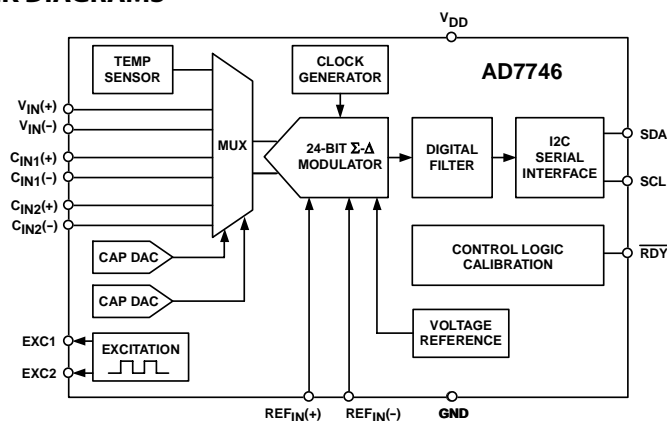 VDD
TEMP
SENSOR
CLOCK
GENERATOR
AD7746
VIN(+)
VIN(–)
CIN1(+)
CIN1(–)
CIN2(+)
CIN2(–)
MUX
24-BIT Σ-Δ
MODULATOR
DIGITAL
FILTER
I2C
SERIAL
INTERFACE
SDA
SCL
CAP DAC
CAP DAC
CONTROL LOGIC
CALIBRATION
RDY
EXC1
EXC2
EXCITATION
VOLTAGE
REFERENCE
REFIN(+)
REFIN(–)
GND